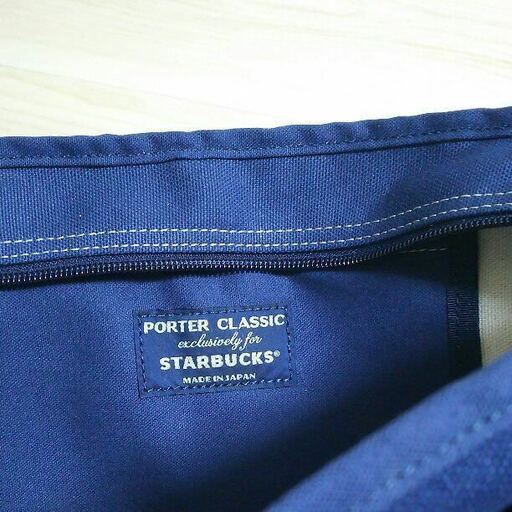 PORTER CLASSIC
exclusively for
STARBUCKS®
MADE IN JAPAN